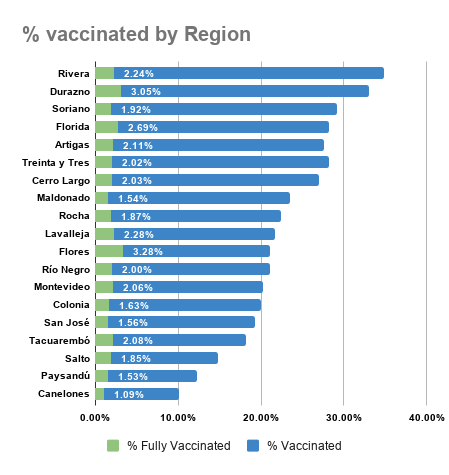 % vaccinated by Region
Rivera 2.24%
Durazno 3.05%
Soriano 1.92%
Florida 2.69%
Artigas 2.11%
Treinta y Tres 2.02%
Cerro Largo 2.03%
Maldonado 1.54%
Rocha 1.87%
Lavalleja 2.28%
Flores 3.28%
Río Negro 2.00%
Montevideo 2.06%
Colonia 1.63%
San José 1.56%
Tacuarembó 2.08%
Salto 1.85%
Paysandú 1.53%
Canelones 1.09%
0.00% 10.00% 20.00% 30.00% 40.00%
% Fully Vaccinated % Vaccinated